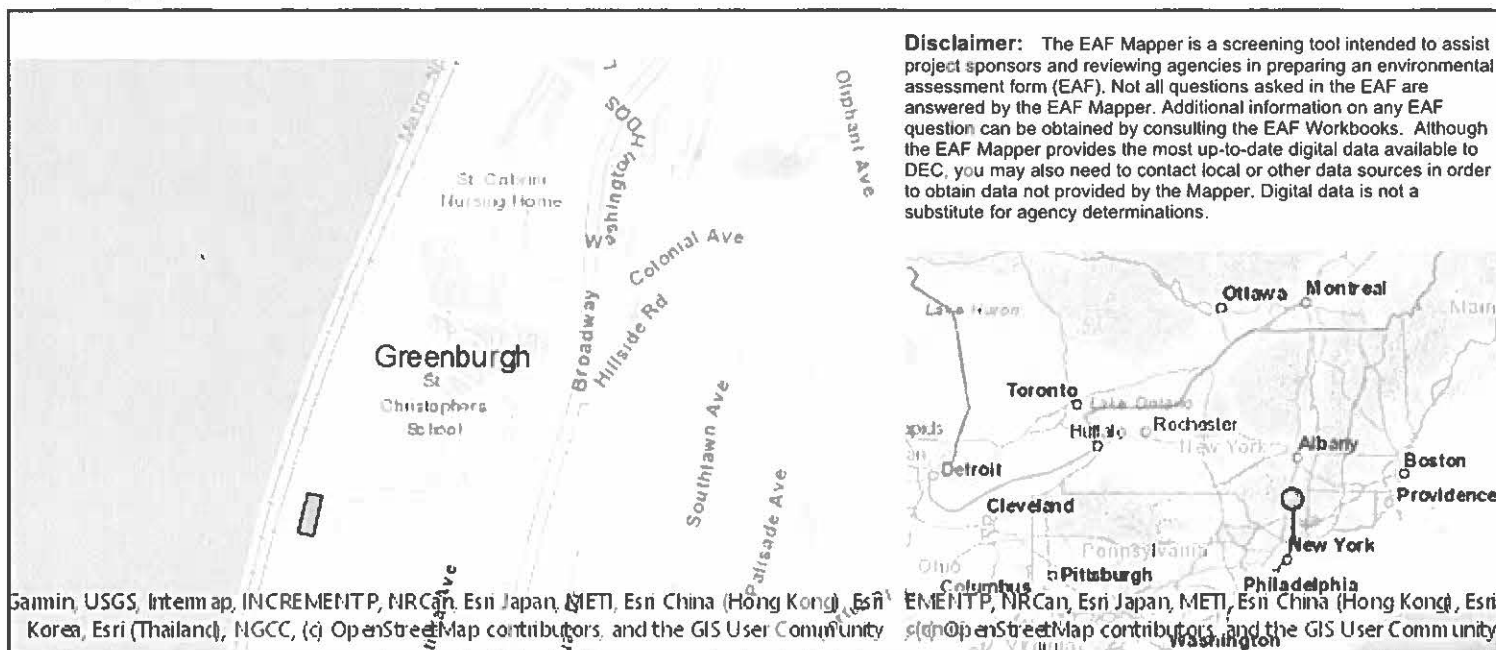 Disclaimer: The EAF Mapper is a screening tool intended to assist
project sponsors and reviewing agencies in preparing an environmental
assessment form (EAF). Not all questions asked in the EAF are
answered by the EAF Mapper. Additional information on any EAF
question can be obtained by consulting the EAF Workbooks. Although
the EAF Mapper provides the most up-to-date digital data available to
DEC, you may also need to contact local or other data sources in order
to obtain data not provided by the Mapper. Digital data is not a
substitute for agency determinations.
Oliphant Ave
St. Cabrini
Nursing Home
Colonial Ave
Broadway
Hillside Rd
Greenburgh
St
Christophers
School
Southlawn Ave
Palisade Ave
Ave
Garmin, USGS, Intermap, INCREMENT P, NRCan, Esri Japan, METI, Esri China (Hong Kong), Esri
Korea, Esri (Thailand), NGCC, (c) OpenStreetMap contributors, and the GIS User Community
Ottawa
Montreal
Lake Huron
Main
Toronto
Lake Ontario
Rochester
Buffalo
New York
Albany
Boston
Detroit
Providence
Cleveland
Pennsylvania
New York
Ohio
Pittsburgh
Philadelphia
Columbus
EMENT P, NRCan, Esri Japan, METI, Esri China (Hong Kong), Esri
OpenStreetMap contributors, and the GIS User Community
Washington